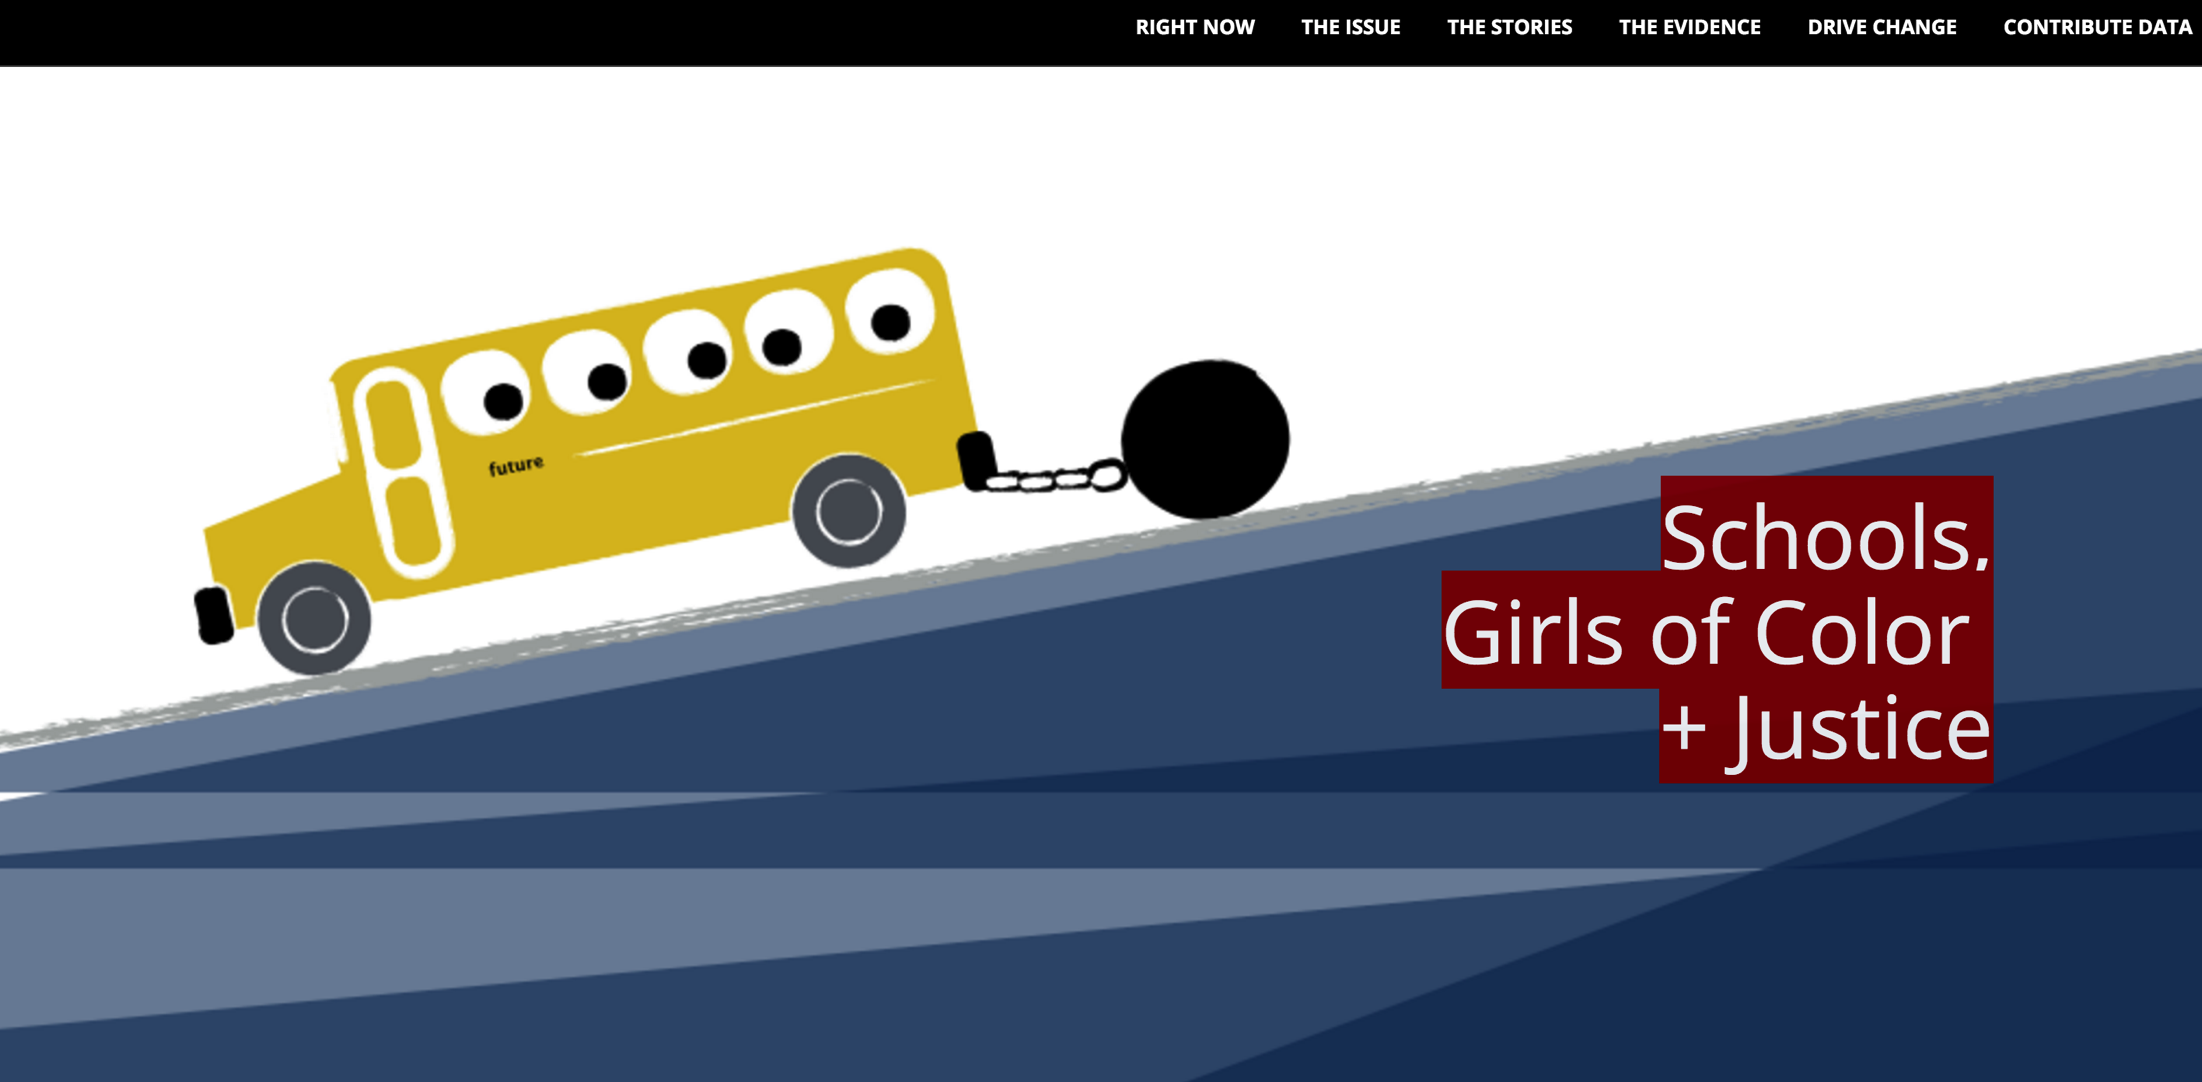 RIGHT NOW THE ISSUE THE STORIES THE EVIDENCE DRIVE CHANGE CONTRIBUTE DATA
future
Schools,
Girls of Color
+ Justice